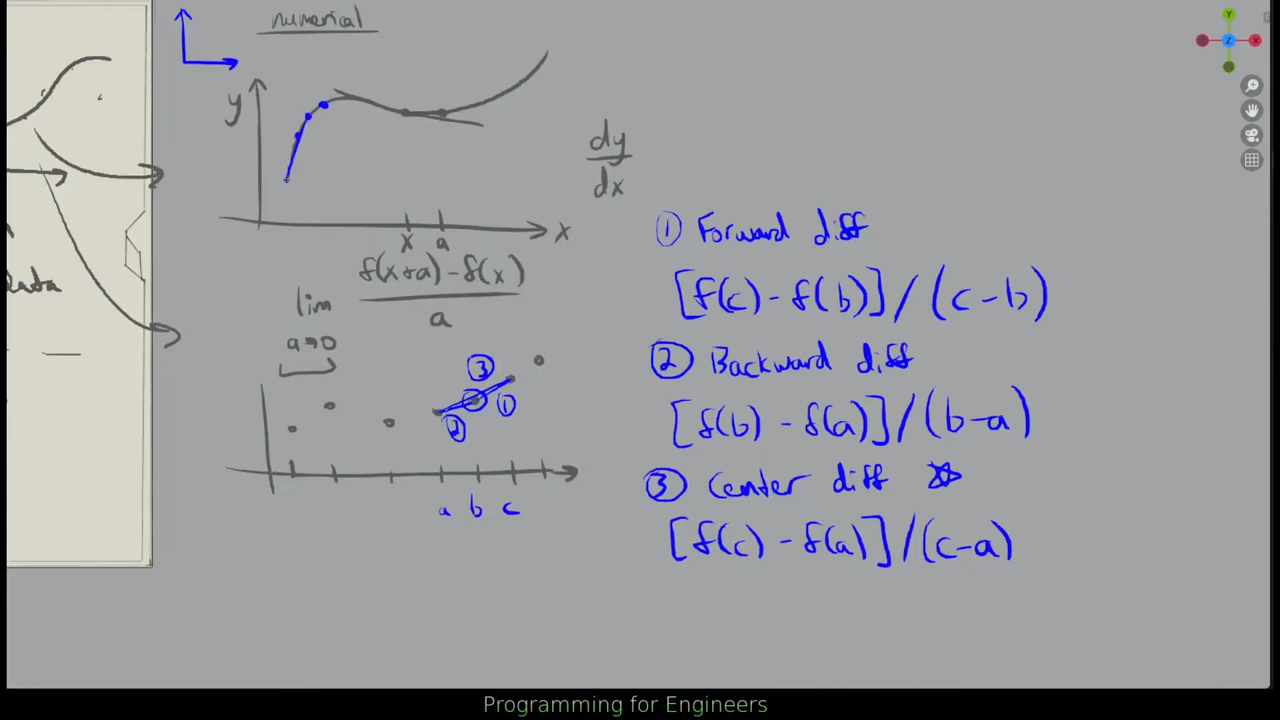 numerical
y
dy
dx
x
x a
f(x+a) - f(x)
a
lim
a→0
data
① Forward diff
[f(c) - f(b)] / (c - b)
② Backward diff
[f(b) - f(a)] / (b - a)
③ Center diff
[f(c) - f(a)] / (c - a)
③
①
②
a b c
Y
Z
X
Programming for Engineers